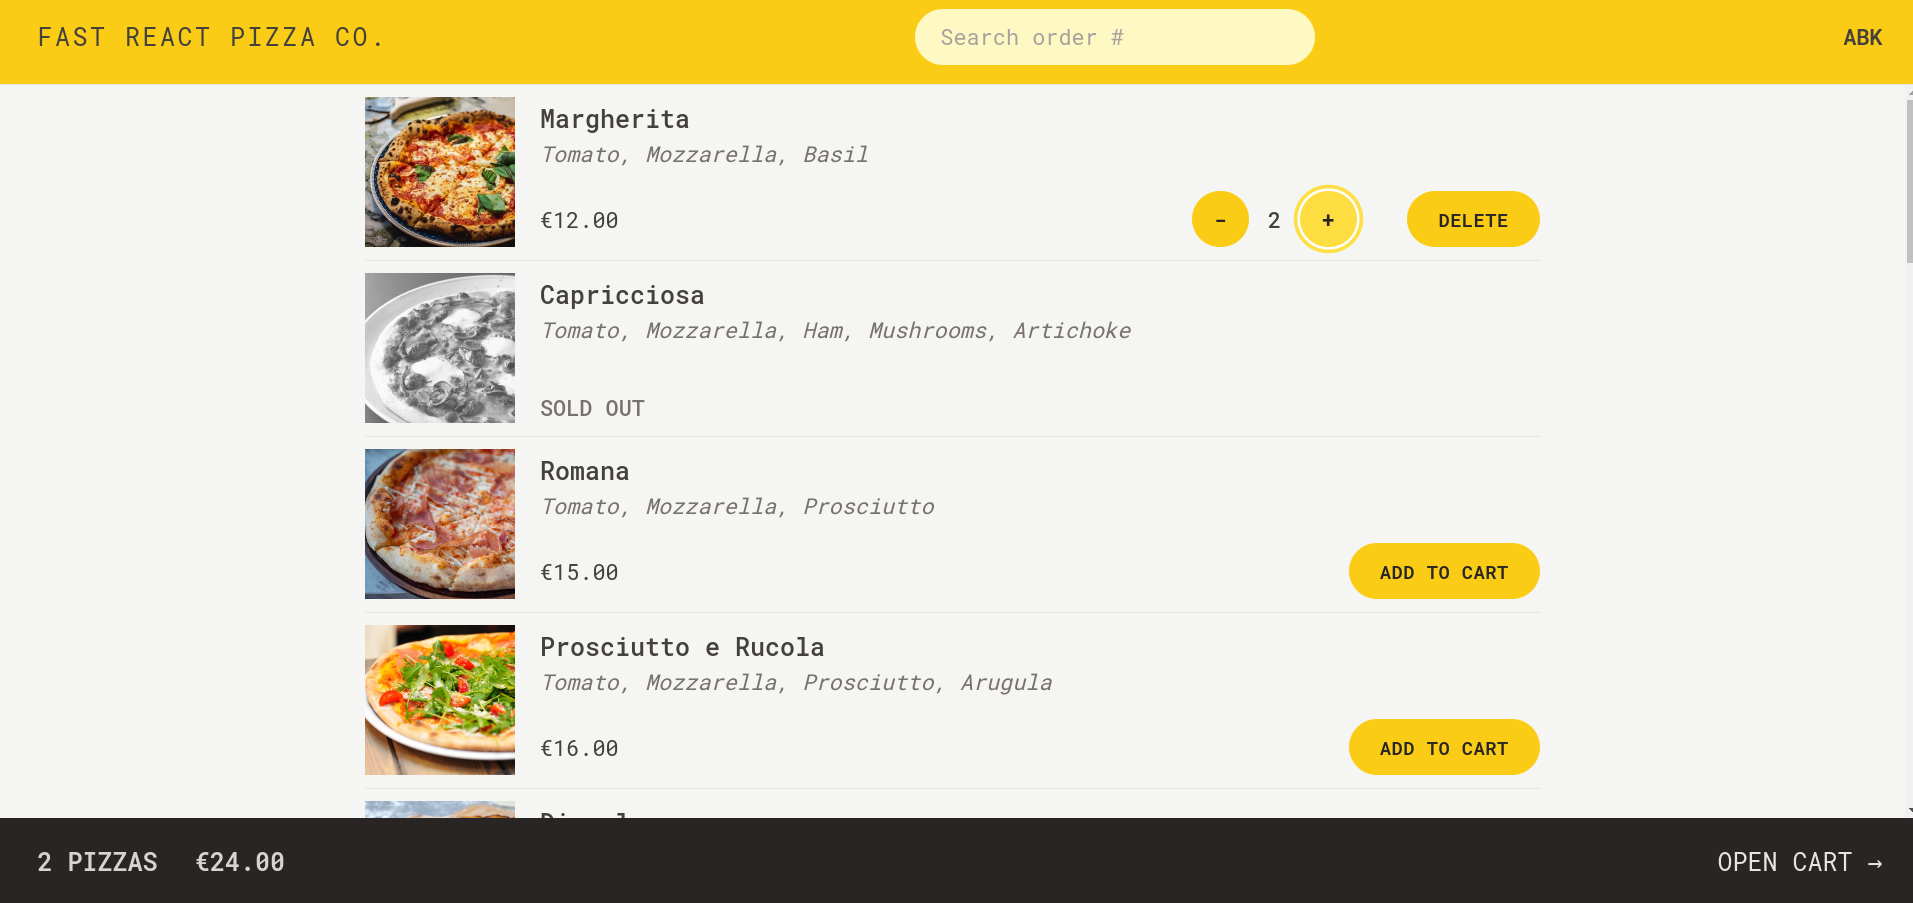 FAST REACT PIZZA CO.
Search order #
ABK
Margherita
Tomato, Mozzarella, Basil
€12.00
-
2
+
DELETE
Capricciosa
Tomato, Mozzarella, Ham, Mushrooms, Artichoke
SOLD OUT
Romana
Tomato, Mozzarella, Prosciutto
€15.00
ADD TO CART
Prosciutto e Rucola
Tomato, Mozzarella, Prosciutto, Arugula
€16.00
ADD TO CART
2 PIZZAS €24.00
OPEN CART →